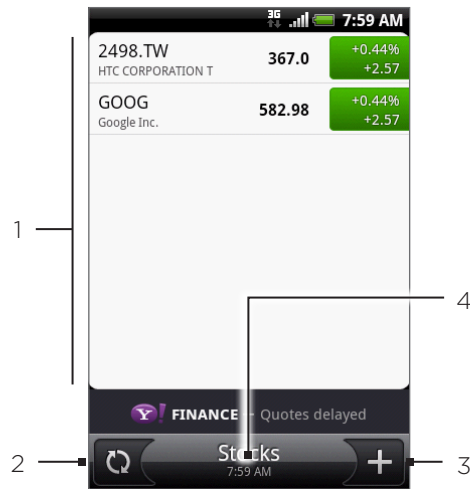 3G 7:59 AM
2498.TW 367.0 +0.44%
HTC CORPORATION T +2.57
GOOG 582.98 +0.44%
Google Inc. +2.57
1
4
Y! FINANCE - Quotes delayed
2 Stocks 3
7:59 AM